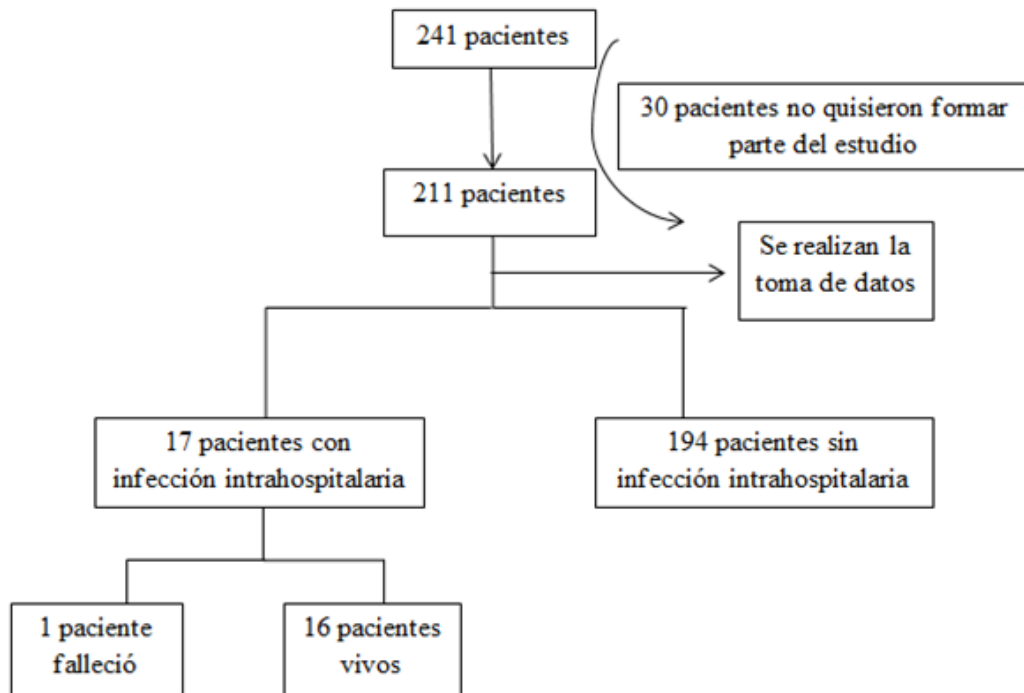 241 pacientes
30 pacientes no quisieron formar
parte del estudio
211 pacientes
Se realizan la
toma de datos
17 pacientes con
infección intrahospitalaria
194 pacientes sin
infección intrahospitalaria
1 paciente
falleció
16 pacientes
vivos